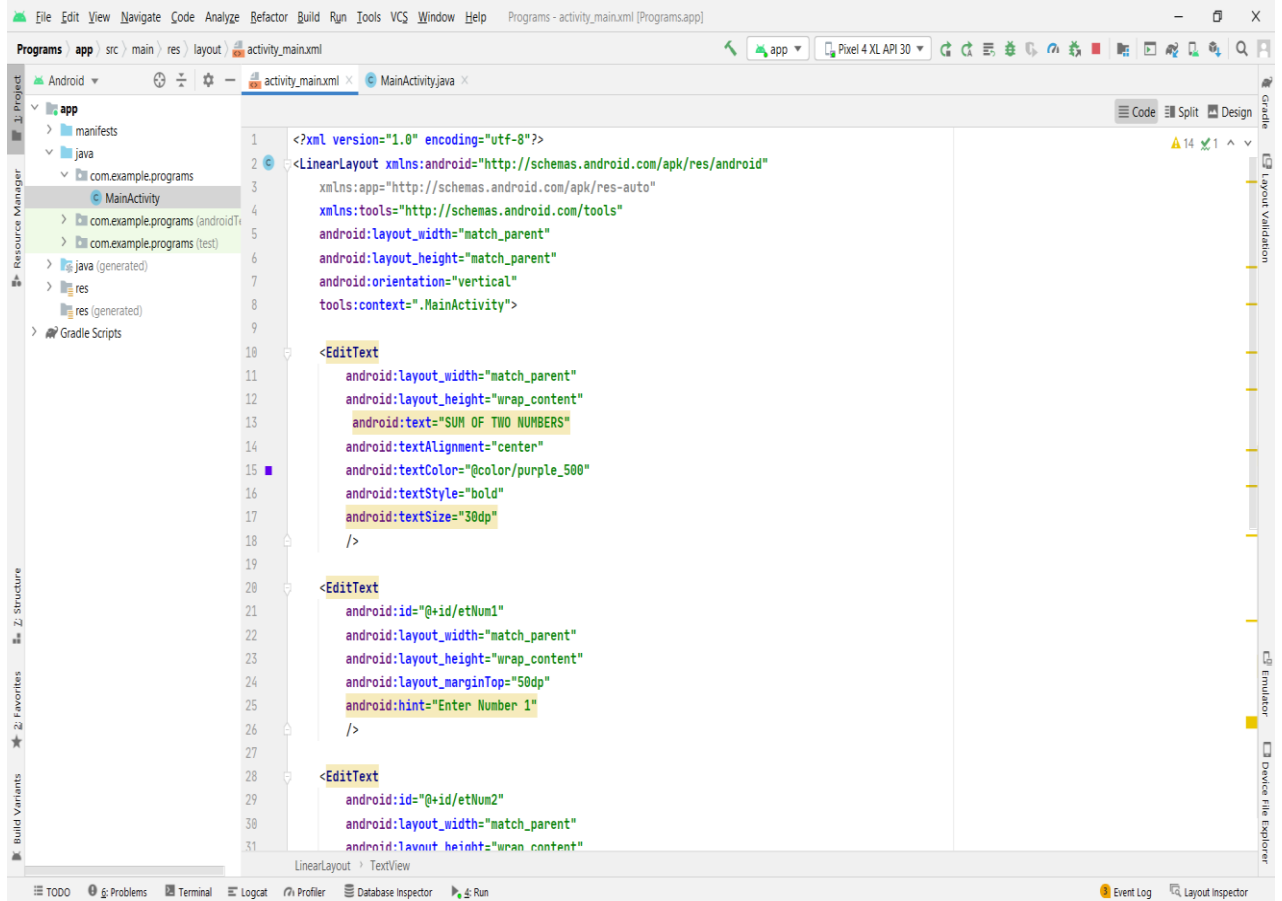 File Edit View Navigate Code Analyze Refactor Build Run Tools VCS Window Help Programs - activity_main.xml [Programs.app]
Programs app src main res layout activity_main.xml app Pixel 4 XL API 30
1: Project
Resource Manager
Z: Structure
2: Favorites
Build Variants
Android
app
manifests
java
com.example.programs
MainActivity
com.example.programs (androidTe
com.example.programs (test)
java (generated)
res
res (generated)
Gradle Scripts
activity_main.xml MainActivity.java
Code Split Design
14 1
1 <?xml version="1.0" encoding="utf-8"?>
2 <LinearLayout xmlns:android="http://schemas.android.com/apk/res/android"
3 xmlns:app="http://schemas.android.com/apk/res-auto"
4 xmlns:tools="http://schemas.android.com/tools"
5 android:layout_width="match_parent"
6 android:layout_height="match_parent"
7 android:orientation="vertical"
8 tools:context=".MainActivity">
9
10 <EditText
11 android:layout_width="match_parent"
12 android:layout_height="wrap_content"
13 android:text="SUM OF TWO NUMBERS"
14 android:textAlignment="center"
15 android:textColor="@color/purple_500"
16 android:textStyle="bold"
17 android:textSize="30dp"
18 />
19
20 <EditText
21 android:id="@+id/etNum1"
22 android:layout_width="match_parent"
23 android:layout_height="wrap_content"
24 android:layout_marginTop="50dp"
25 android:hint="Enter Number 1"
26 />
27
28 <EditText
29 android:id="@+id/etNum2"
30 android:layout_width="match_parent"
31 android:layout_height="wrap_content"
LinearLayout TextView
Gradle
Layout Validation
Emulator
Device File Explorer
TODO 6: Problems Terminal Logcat Profiler Database Inspector 4: Run 3 Event Log Layout Inspector